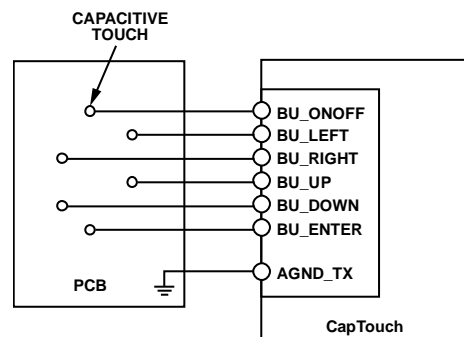 CAPACITIVE
TOUCH
BU_ONOFF
BU_LEFT
BU_RIGHT
BU_UP
BU_DOWN
BU_ENTER
AGND_TX
PCB
CapTouch